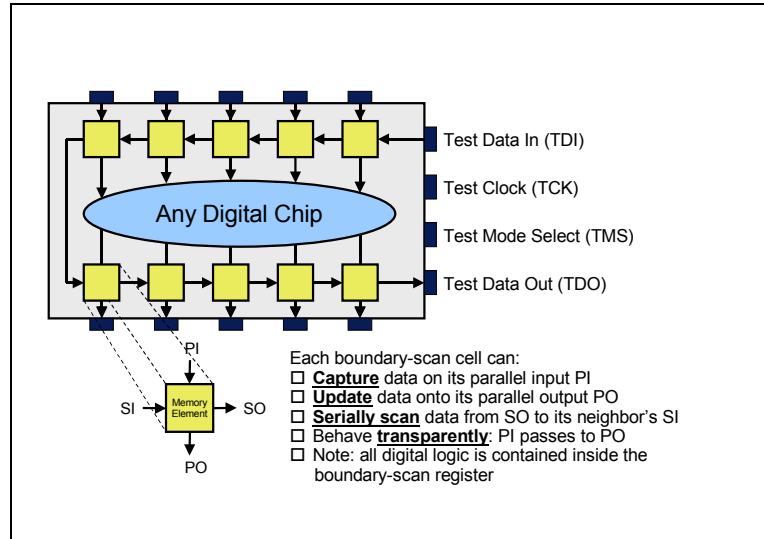 Test Data In (TDI)
Test Clock (TCK)
Any Digital Chip
Test Mode Select (TMS)
Test Data Out (TDO)
PI
SI
Memory
Element
SO
PO
Each boundary-scan cell can:
☐ Capture data on its parallel input PI
☐ Update data onto its parallel output PO
☐ Serially scan data from SO to its neighbor's SI
☐ Behave transparently: PI passes to PO
☐ Note: all digital logic is contained inside the
boundary-scan register